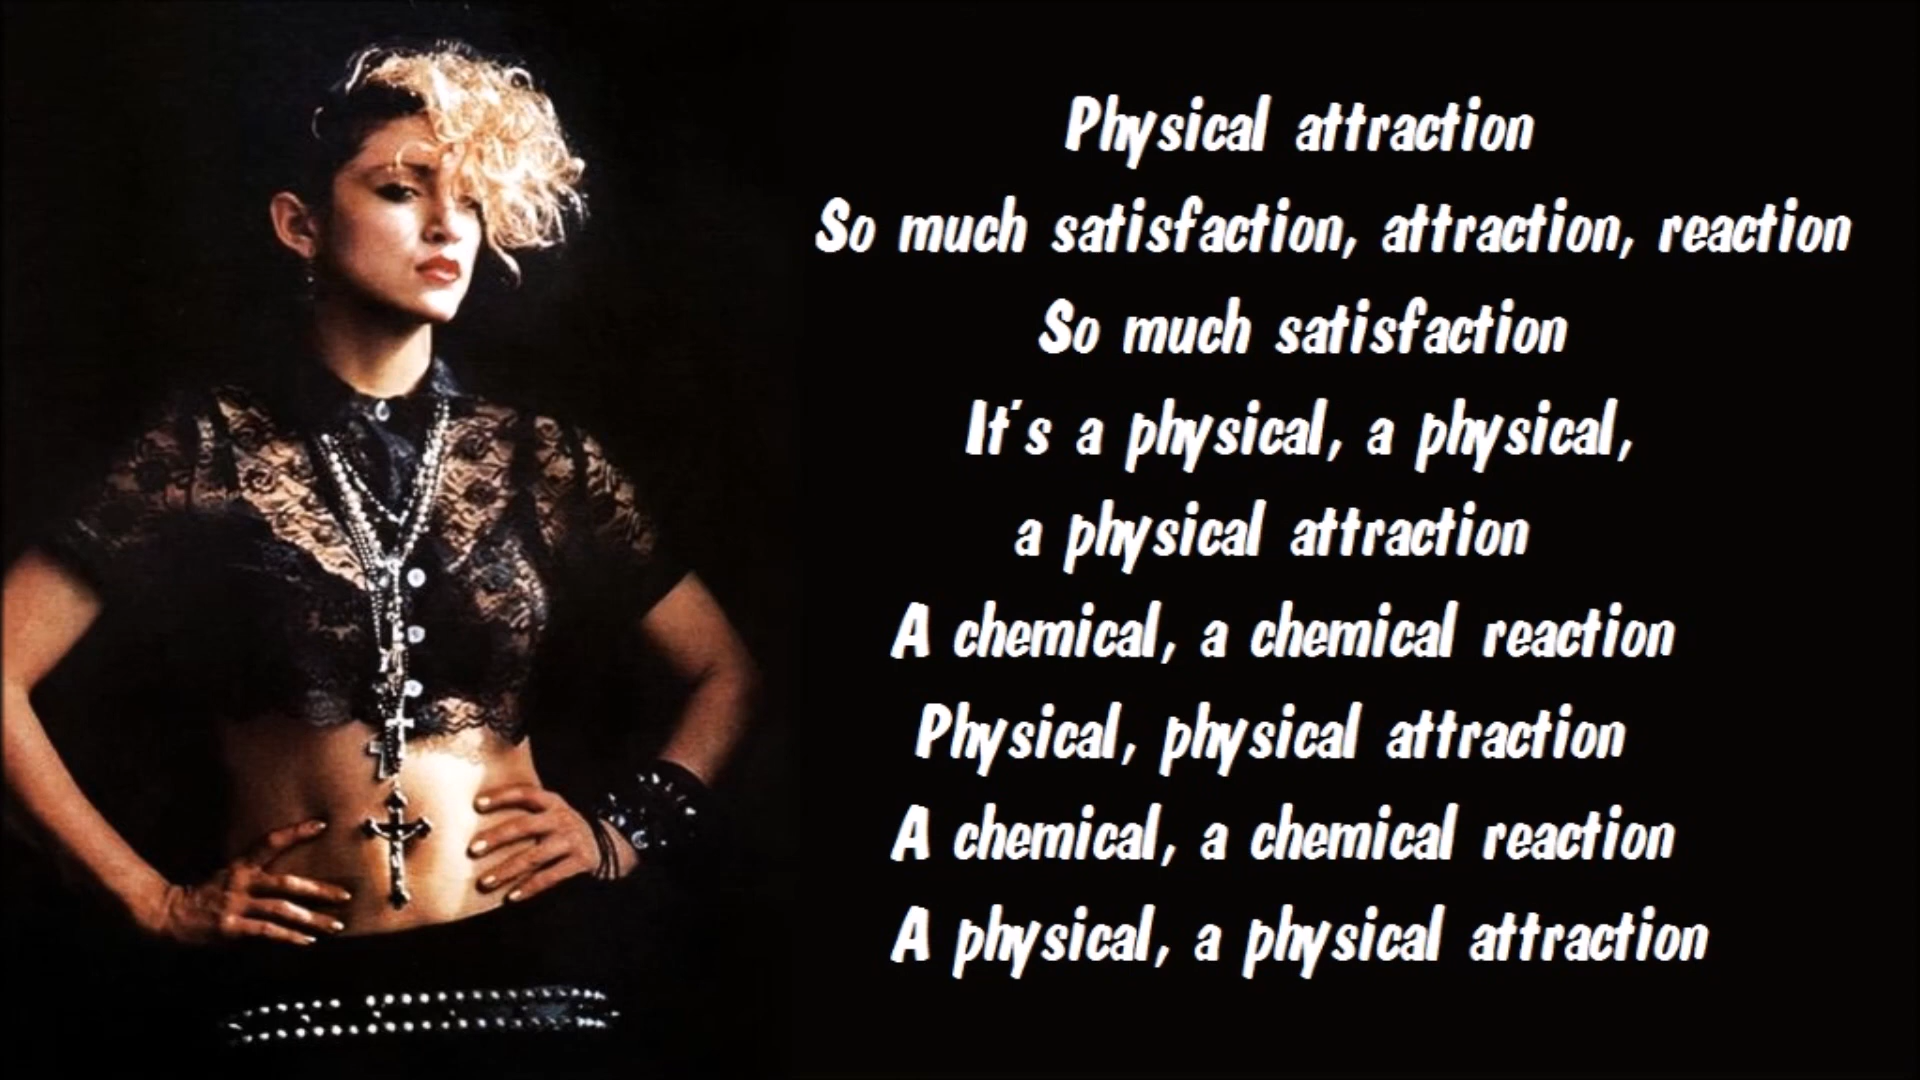 Physical attraction
So much satisfaction, attraction, reaction
So much satisfaction
It's a physical, a physical,
a physical attraction
A chemical, a chemical reaction
Physical, physical attraction
A chemical, a chemical reaction
A physical, a physical attraction